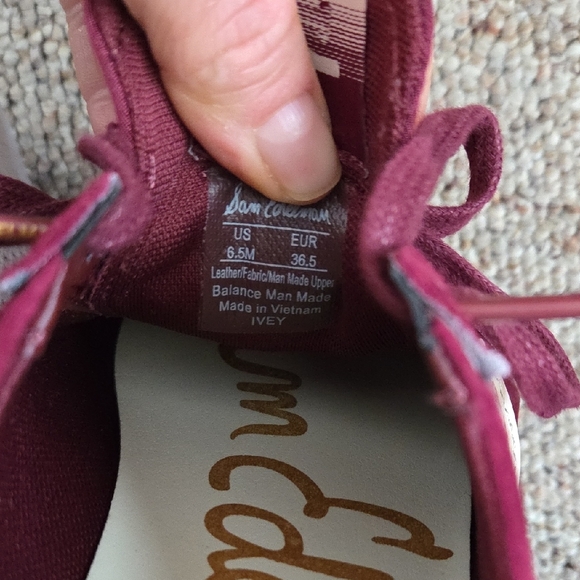 Sam Edelman
US EUR
6.5M 36.5
Leather/Fabric/Man Made Upper
Balance Man Made
Made in Vietnam
IVEY
Ede